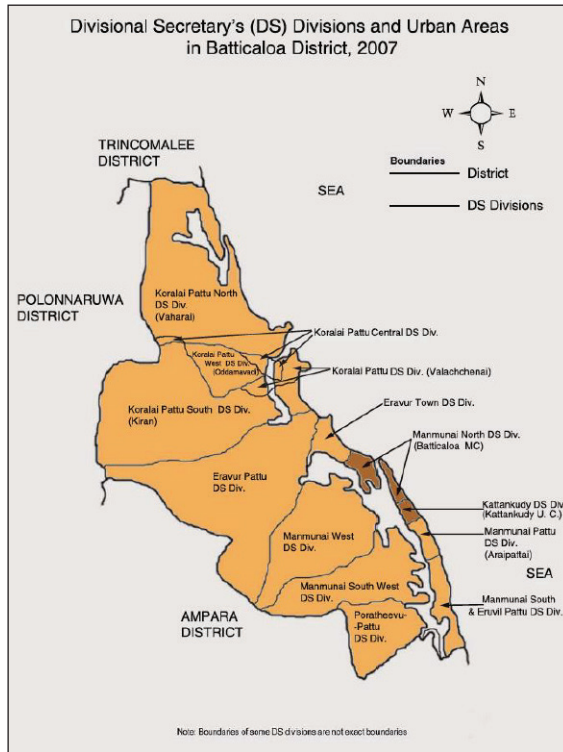 Divisional Secretary's (DS) Divisions and Urban Areas
in Batticaloa District, 2007
N
W
E
S
TRINCOMALEE
DISTRICT
Boundaries
District
DS Divisions
SEA
POLONNARUWA
DISTRICT
Koralai Pattu North
DS Div.
(Vaharai)
Koralai Pattu Central DS Div.
Koralai Pattu
West DS Div.
(Oddamavad)
Koralai Pattu DS Div. (Valachchenai)
Koralai Pattu South DS Div.
(Kiran)
Eravur Town DS Div.
Manmunai North DS Div.
(Batticaloa MC)
Eravur Pattu
DS Div.
Kattankudy DS Div
(Kattankudy U. C.)
Manmunai Pattu
DS Div.
(Araipattai)
Manmunai West
DS Div.
SEA
Manmunai South West
DS Div.
Manmunai South
& Eruvil Pattu DS Div.
AMPARA
DISTRICT
Poratheevu-
-Pattu
DS Div.
Note: Boundaries of some DS divisions are not exact boundaries